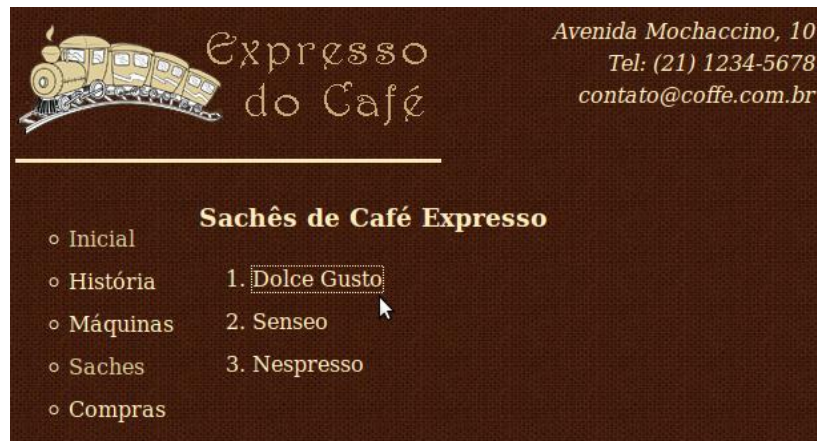 Expresso
do Café
Avenida Mochaccino, 10
Tel: (21) 1234-5678
contato@coffe.com.br
Inicial
História
Máquinas
Saches
Compras
Sachês de Café Expresso
1. Dolce Gusto
2. Senseo
3. Nespresso